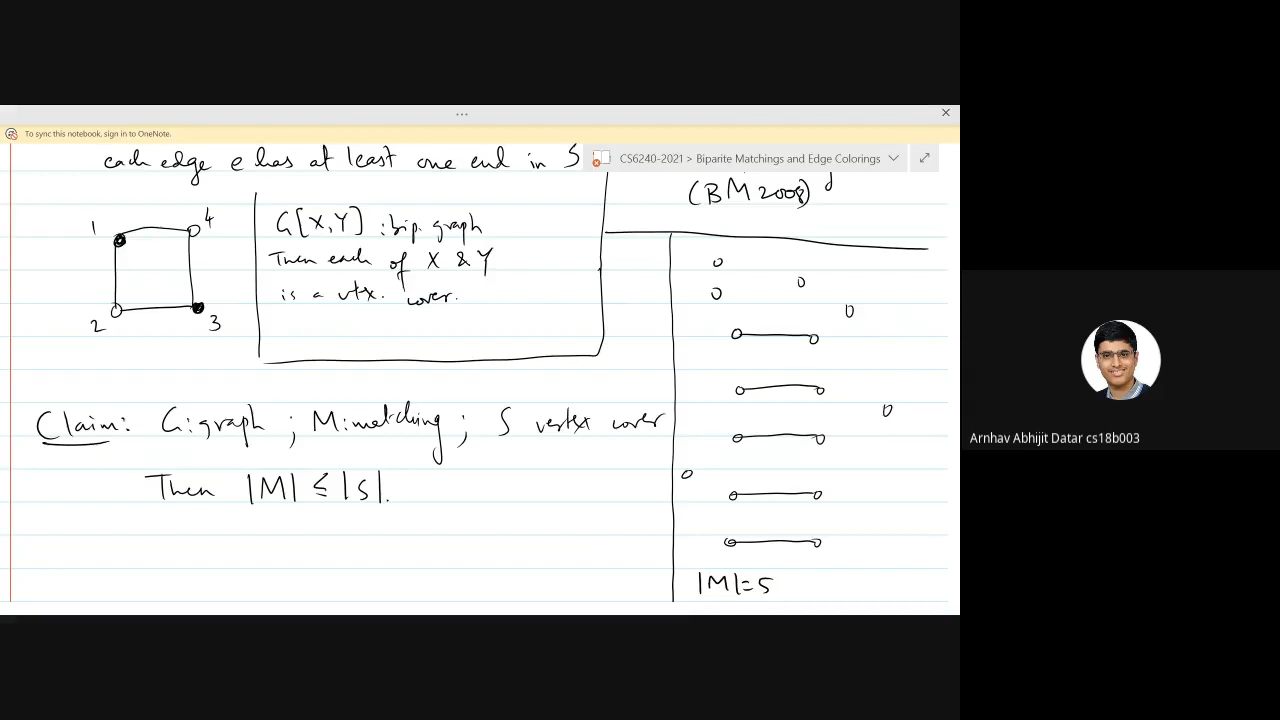 To sync this notebook, sign in to OneNote.
each edge e has at least one end in S
CS6240-2021 > Biparite Matchings and Edge Colorings
(BM 2008)
1
4
2
3
G[X,Y] : bip. graph
Then each of X & Y
is a vtx. cover.
Claim: G: graph ; M: matching ; S vertex cover
Then |M| ≤ |S|.
|M|=5
Arnhav Abhijit Datar cs18b003